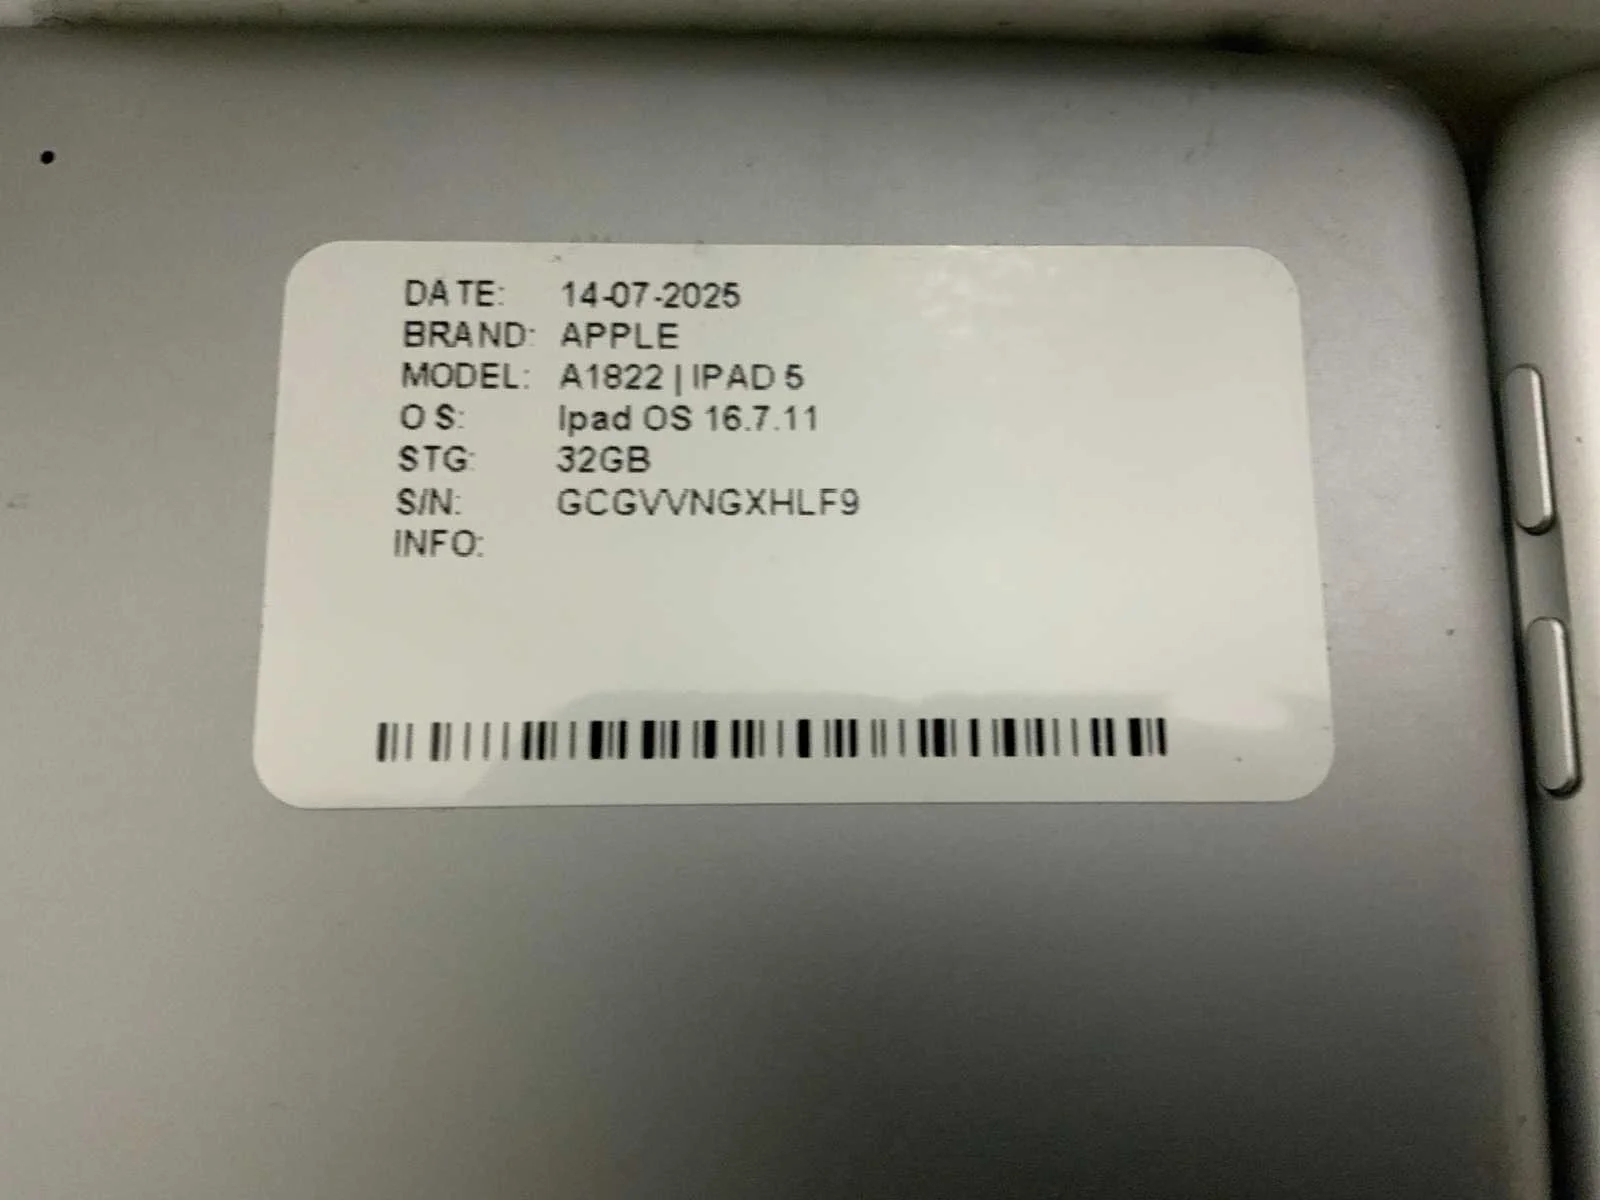 DATE: 14-07-2025
BRAND: APPLE
MODEL: A1822 | IPAD 5
OS: Ipad OS 16.7.11
STG: 32GB
S/N: GCGVVNGXHLF9
INFO: